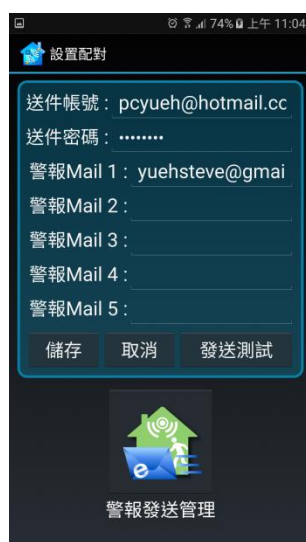 74% 上午 11:04
設置配對
送件帳號 : pcyueh@hotmail.cc
送件密碼 : ••••••••
警報Mail 1 : yuehsteve@gmai
警報Mail 2 :
警報Mail 3 :
警報Mail 4 :
警報Mail 5 :
儲存 取消 發送測試
e
警報發送管理